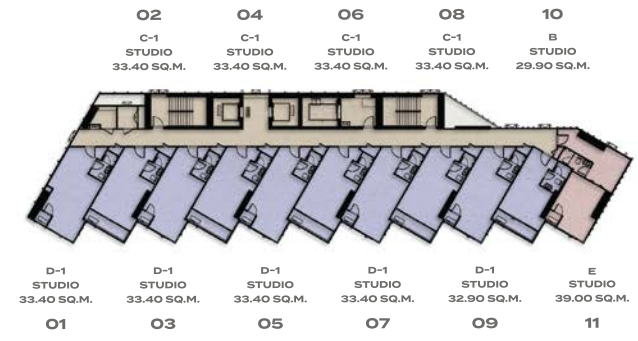 02 04 06 08 10
C-1 C-1 C-1 C-1 B
STUDIO STUDIO STUDIO STUDIO STUDIO
33.40 SQ.M. 33.40 SQ.M. 33.40 SQ.M. 33.40 SQ.M. 29.90 SQ.M.
D-1 D-1 D-1 D-1 D-1 E
STUDIO STUDIO STUDIO STUDIO STUDIO STUDIO
33.40 SQ.M. 33.40 SQ.M. 33.40 SQ.M. 33.40 SQ.M. 32.90 SQ.M. 39.00 SQ.M.
01 03 05 07 09 11